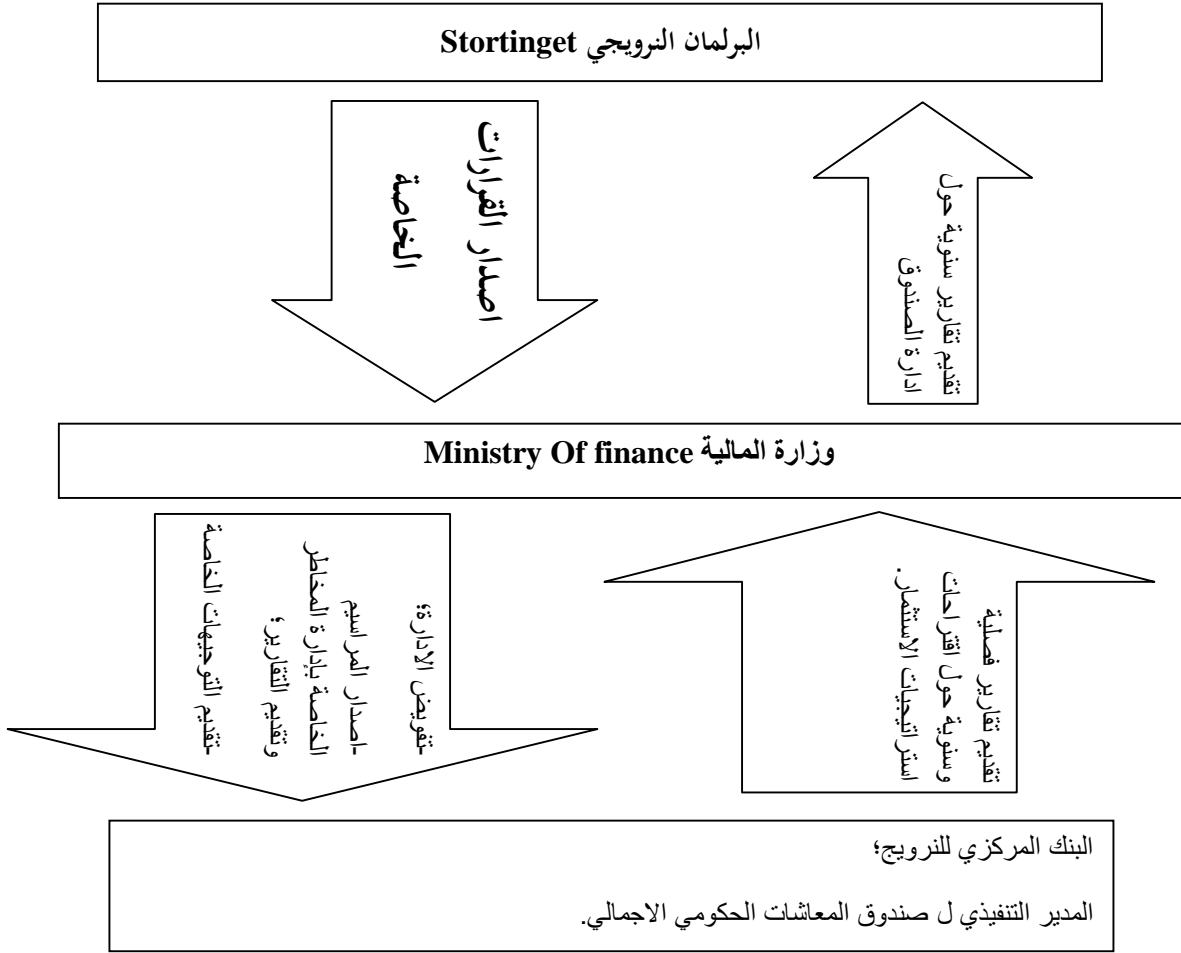 البرلمان النرويجي Stortinget
اصدار القرارات
الخاصة
تقديم تقارير سنوية حول
ادارة الصندوق
وزارة المالية Ministry Of finance
-تفويض الادارة؛
-اصدار المراسيم
الخاصة بإدارة المخاطر
وتقديم التقارير؛
-تقديم التوجيهات الخاصة
تقديم تقارير فصلية
وسنوية حول اقتراحات
استراتيجيات الاستثمار.
البنك المركزي للنرويج؛
المدير التنفيذي ل صندوق المعاشات الحكومي الاجمالي.